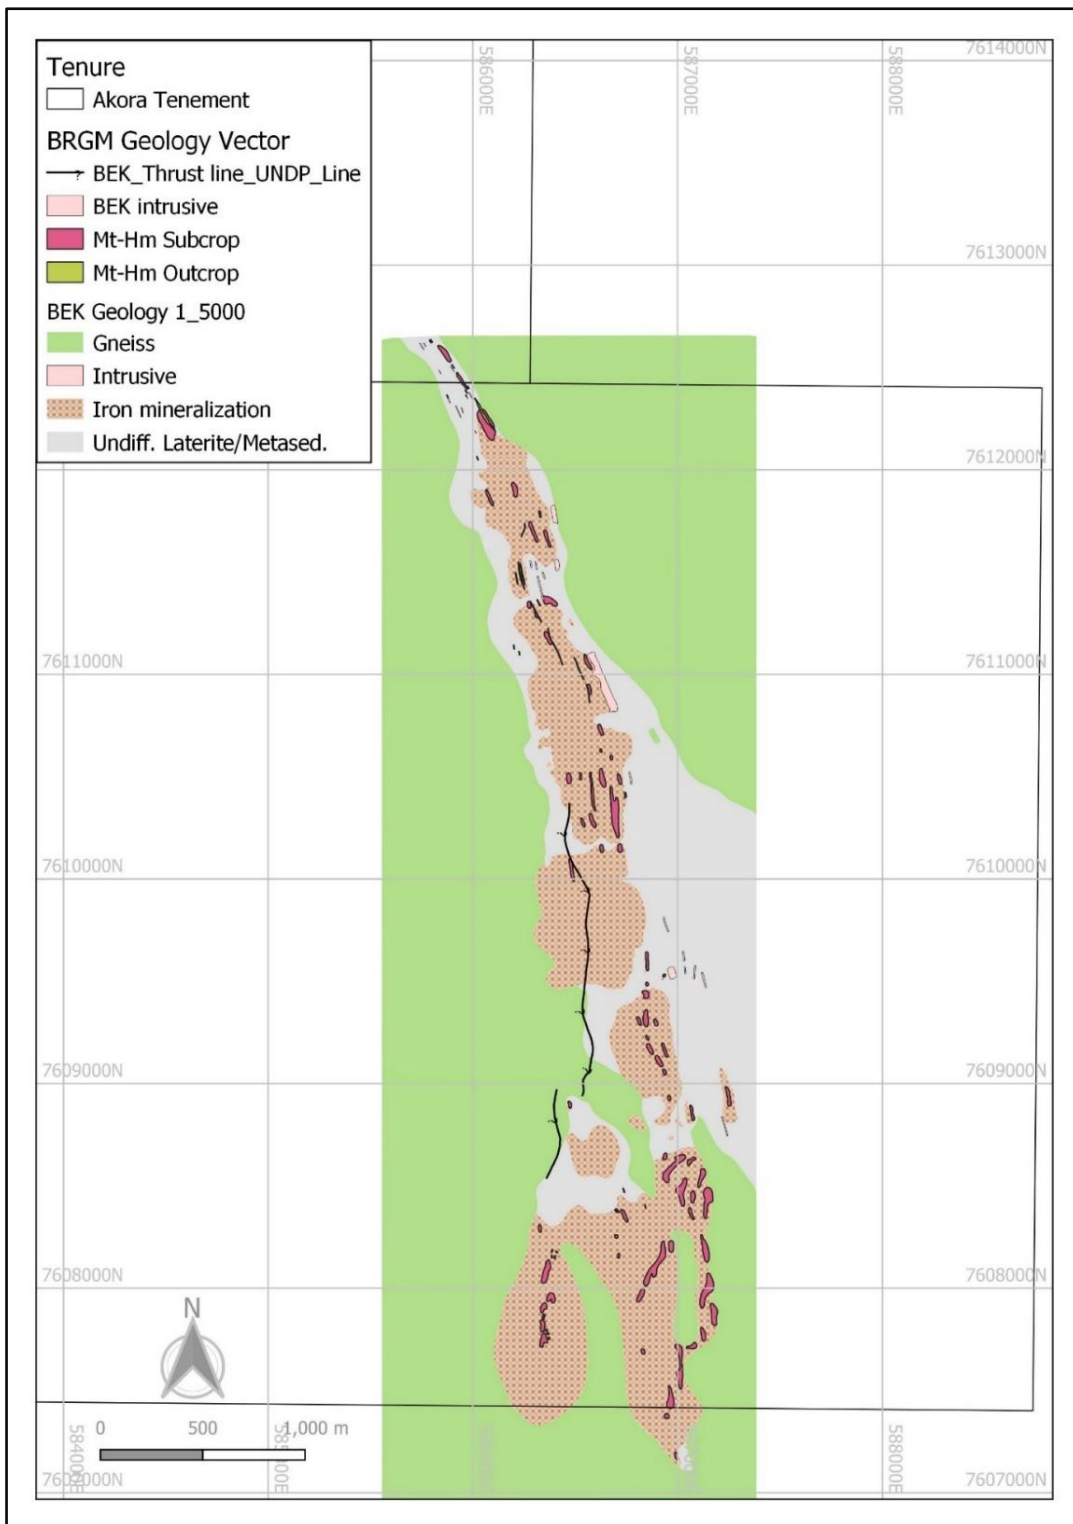 Tenure
Akora Tenement
BRGM Geology Vector
BEK_Thrust line_UNDP_Line
BEK intrusive
Mt-Hm Subcrop
Mt-Hm Outcrop
BEK Geology 1_5000
Gneiss
Intrusive
Iron mineralization
Undiff. Laterite/Metased.
586000E
587000E
588000E
7614000N
7613000N
7612000N
7611000N
7611000N
7610000N
7610000N
7609000N
7609000N
7608000N
7608000N
N
0 500 1,000 m
584000E
588000E
7607000N
7607000N